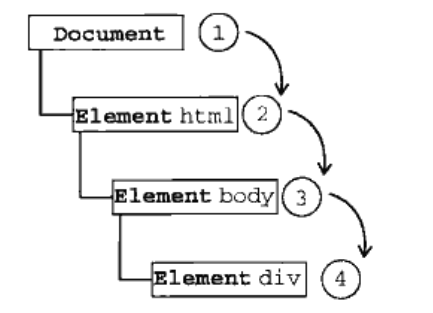 Document 1
Element html 2
Element body 3
Element div 4